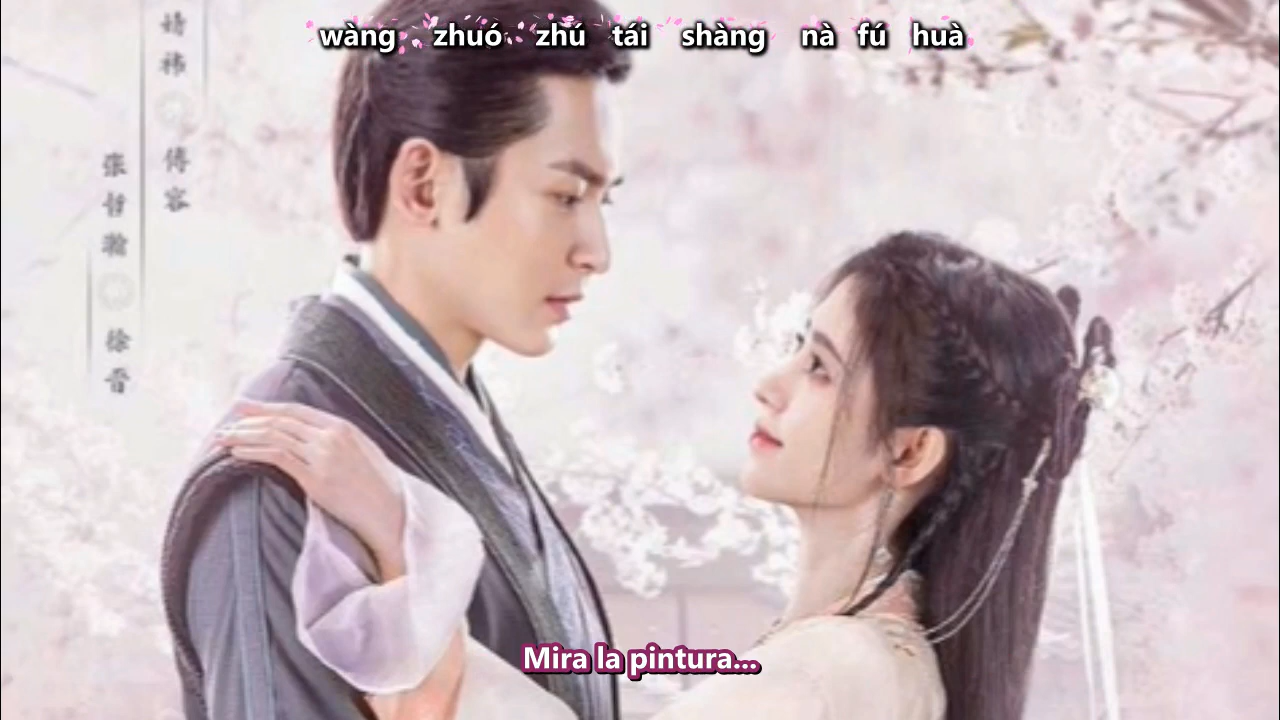 wàng zhuó zhú tái shàng nà fú huà
婧祎 傅容
张哲瀚 徐晋
Mira la pintura...